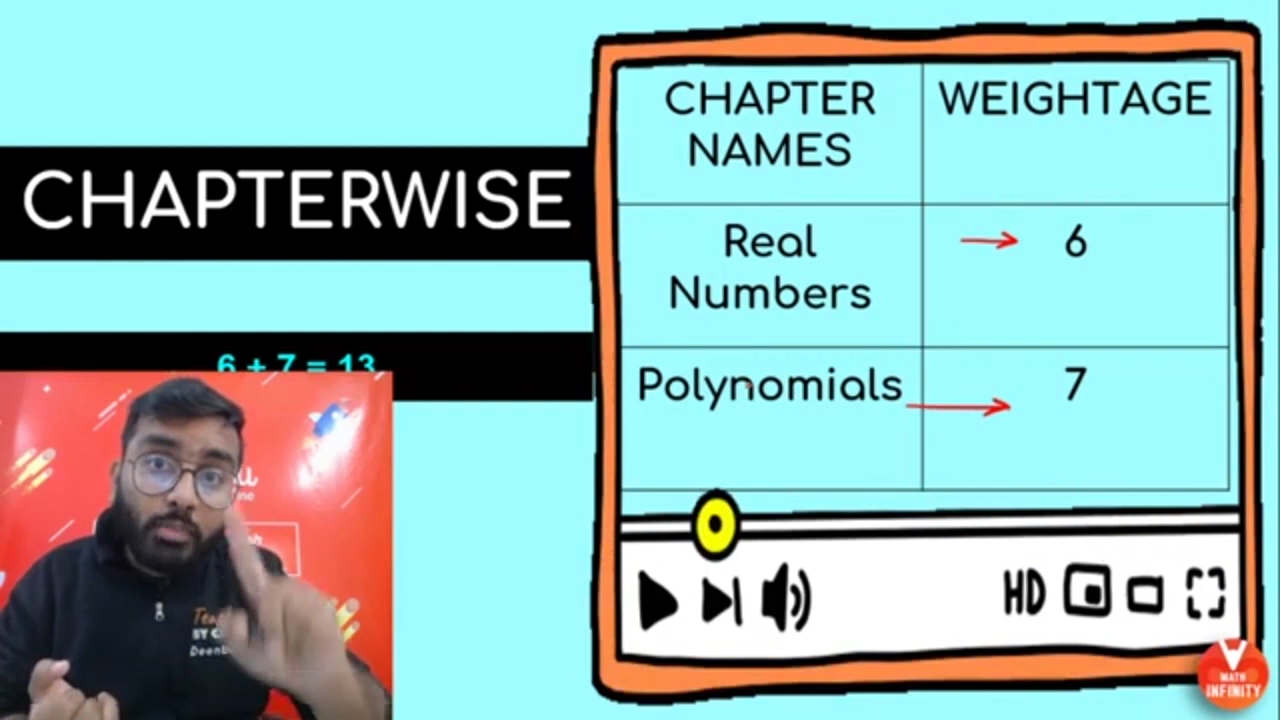 CHAPTERWISE
6 + 7 = 13
CHAPTER
NAMES
WEIGHTAGE
Real
Numbers
6
Polynomials
7
HD
MATH
INFINITY